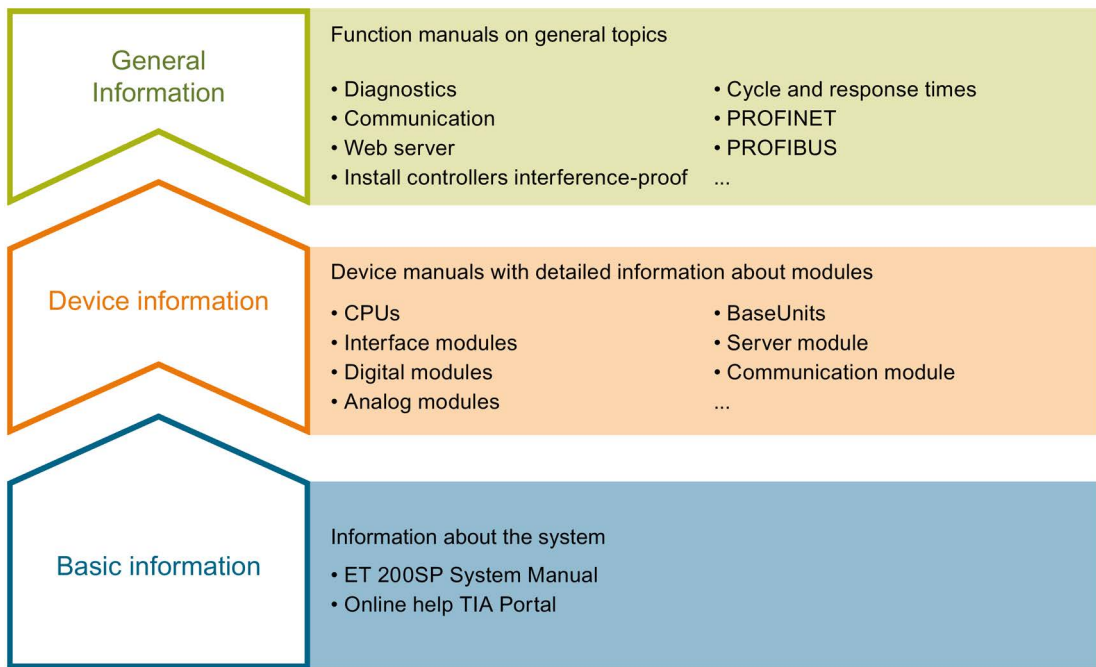 General
Information
Function manuals on general topics
• Diagnostics
• Communication
• Web server
• Install controllers interference-proof
• Cycle and response times
• PROFINET
• PROFIBUS
...
Device information
Device manuals with detailed information about modules
• CPUs
• Interface modules
• Digital modules
• Analog modules
• BaseUnits
• Server module
• Communication module
...
Basic information
Information about the system
• ET 200SP System Manual
• Online help TIA Portal